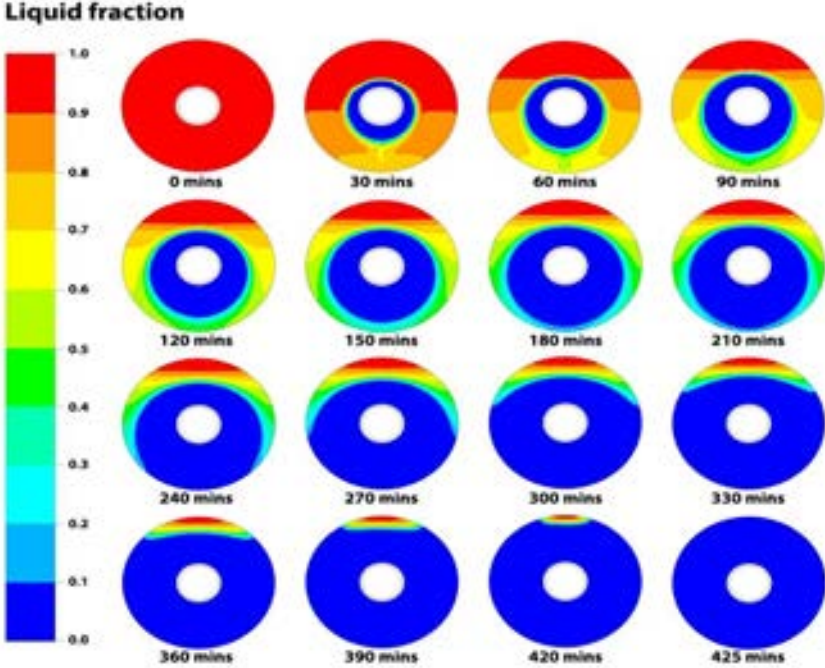 Liquid fraction
1.0
0.9
0.8
0.7
0.6
0.5
0.4
0.3
0.2
0.1
0.0
0 mins
30 mins
60 mins
90 mins
120 mins
150 mins
180 mins
210 mins
240 mins
270 mins
300 mins
330 mins
360 mins
390 mins
420 mins
425 mins